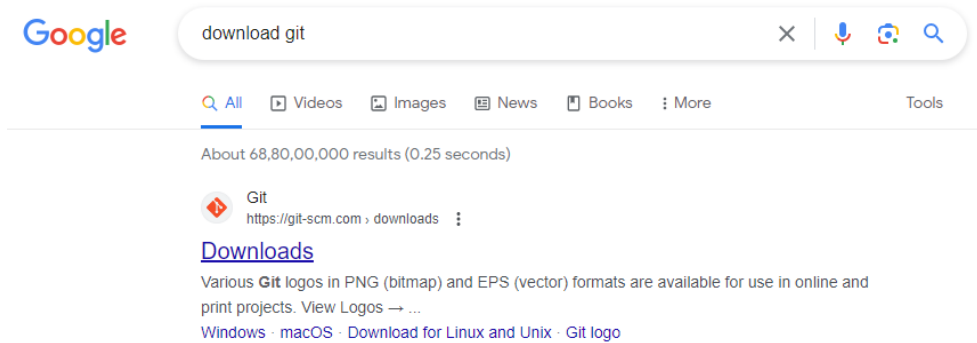 Google
download git
All Videos Images News Books More Tools
About 68,80,00,000 results (0.25 seconds)
Git
https://git-scm.com › downloads
Downloads
Various Git logos in PNG (bitmap) and EPS (vector) formats are available for use in online and
print projects. View Logos → ...
Windows · macOS · Download for Linux and Unix · Git logo